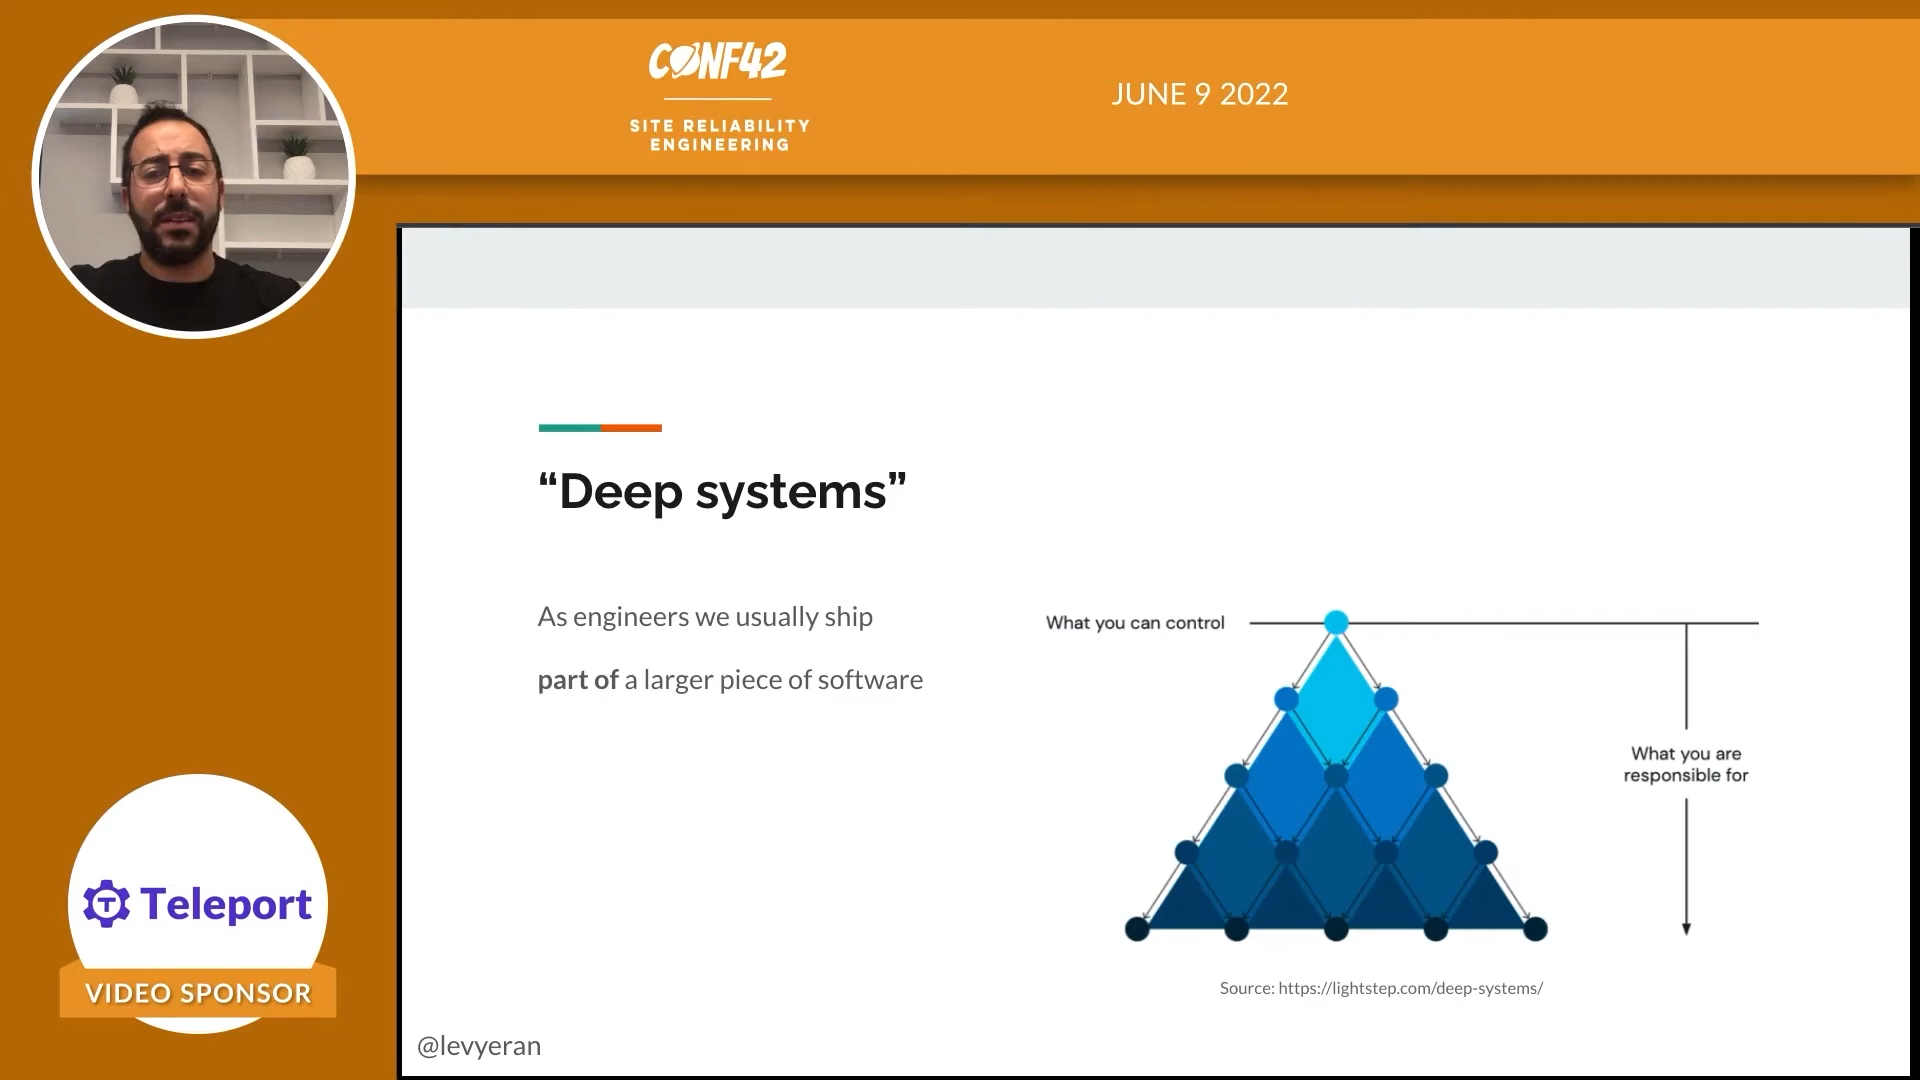 CONF42
SITE RELIABILITY
ENGINEERING
JUNE 9 2022
“Deep systems”
As engineers we usually ship
part of a larger piece of software
What you can control
What you are
responsible for
Source: https://lightstep.com/deep-systems/
Teleport
VIDEO SPONSOR
@levyeran